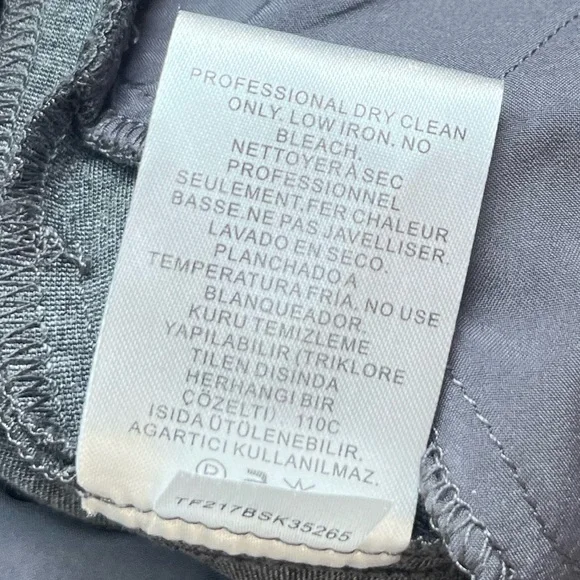 PROFESSIONAL DRY CLEAN
ONLY. LOW IRON. NO
BLEACH.
NETTOYER À SEC
PROFESSIONNEL
SEULEMENT.FER CHALEUR
BASSE.NE PAS JAVELLISER.
LAVADO EN SECO.
PLANCHADO A
TEMPERATURA FRÍA. NO USE
BLANQUEADOR.
KURU TEMIZLEME
YAPILABILIR (TRIKLORE
TILEN DISINDA
HERHANGI BIR
ÇÖZELTI) . 110C
ISIDA ÜTÜLENEBILIR.
AGARTICI KULLANILMAZ.
P
TF217BSK35265